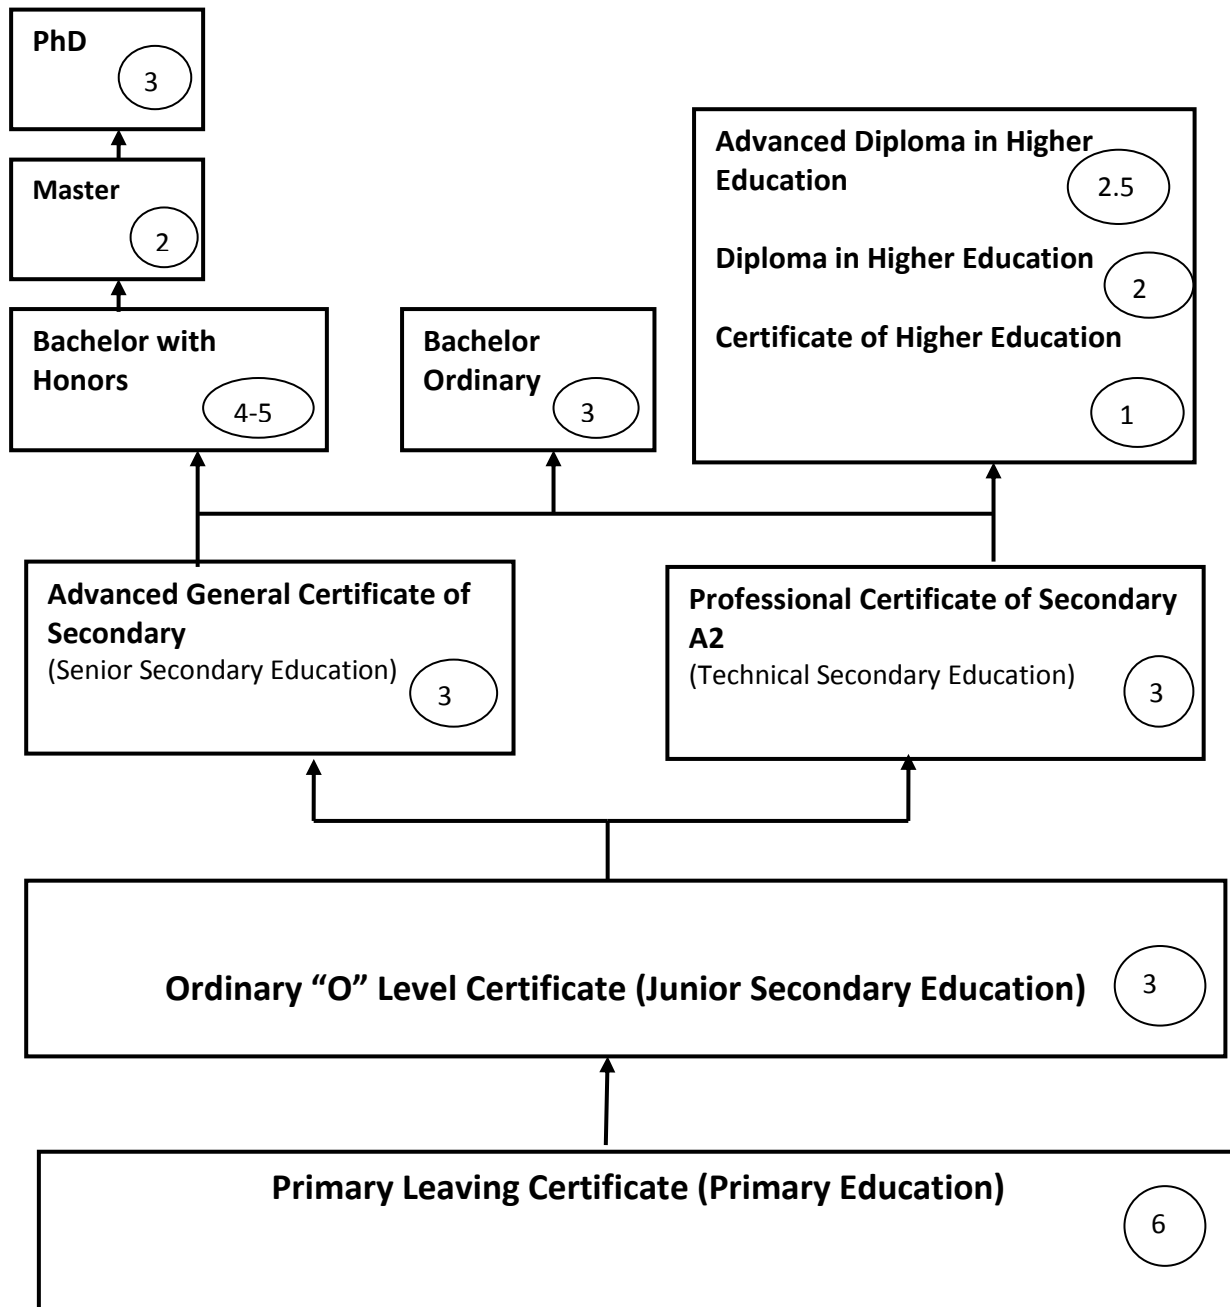 PhD
3
Master
2
Bachelor with
Honors
4-5
Bachelor
Ordinary
3
Advanced Diploma in Higher
Education
2.5
Diploma in Higher Education
2
Certificate of Higher Education
1
Advanced General Certificate of
Secondary
(Senior Secondary Education)
3
Professional Certificate of Secondary
A2
(Technical Secondary Education)
3
Ordinary “O” Level Certificate (Junior Secondary Education)
3
Primary Leaving Certificate (Primary Education)
6